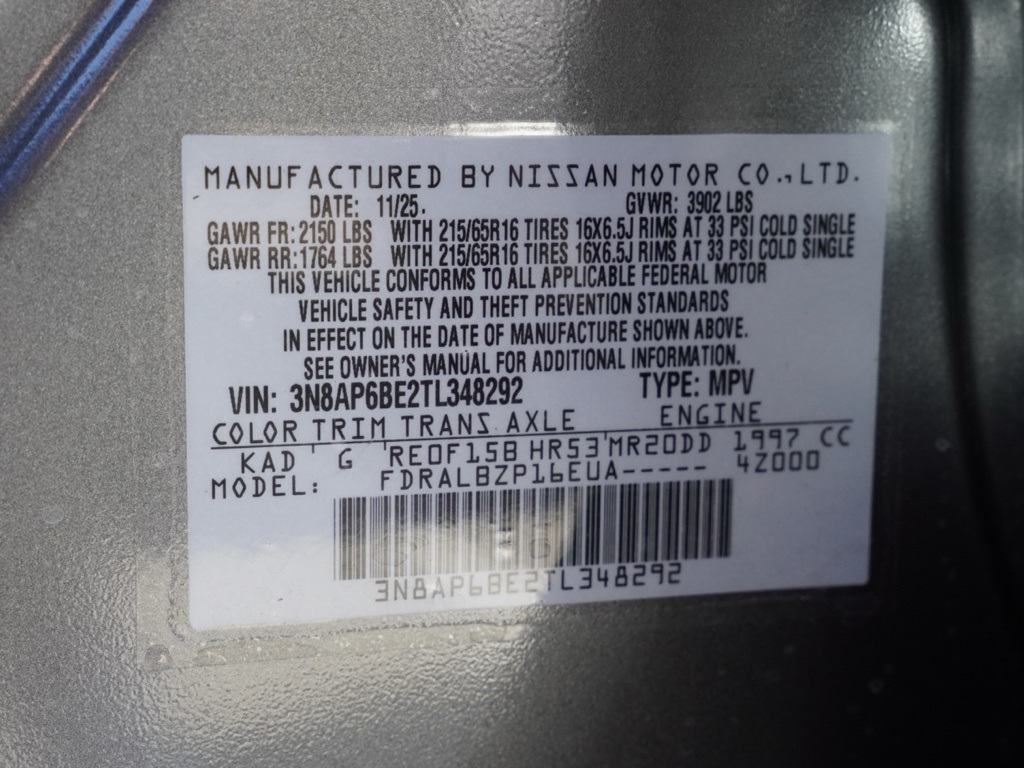 MANUFACTURED BY NISSAN MOTOR CO., LTD.
DATE: 11/25. GVWR: 3902 LBS
GAWR FR: 2150 LBS WITH 215/65R16 TIRES 16X6.5J RIMS AT 33 PSI COLD SINGLE
GAWR RR: 1764 LBS WITH 215/65R16 TIRES 16X6.5J RIMS AT 33 PSI COLD SINGLE
THIS VEHICLE CONFORMS TO ALL APPLICABLE FEDERAL MOTOR
VEHICLE SAFETY AND THEFT PREVENTION STANDARDS
IN EFFECT ON THE DATE OF MANUFACTURE SHOWN ABOVE.
SEE OWNER'S MANUAL FOR ADDITIONAL INFORMATION.
VIN: 3N8AP6BE2TL348292 TYPE: MPV
COLOR TRIM TRANS AXLE ENGINE
KAD G RE0F15B HR53 MR20DD 1997 CC
MODEL: FDRALBZP16EUA----- 4Z000
3N8AP6BE2TL348292